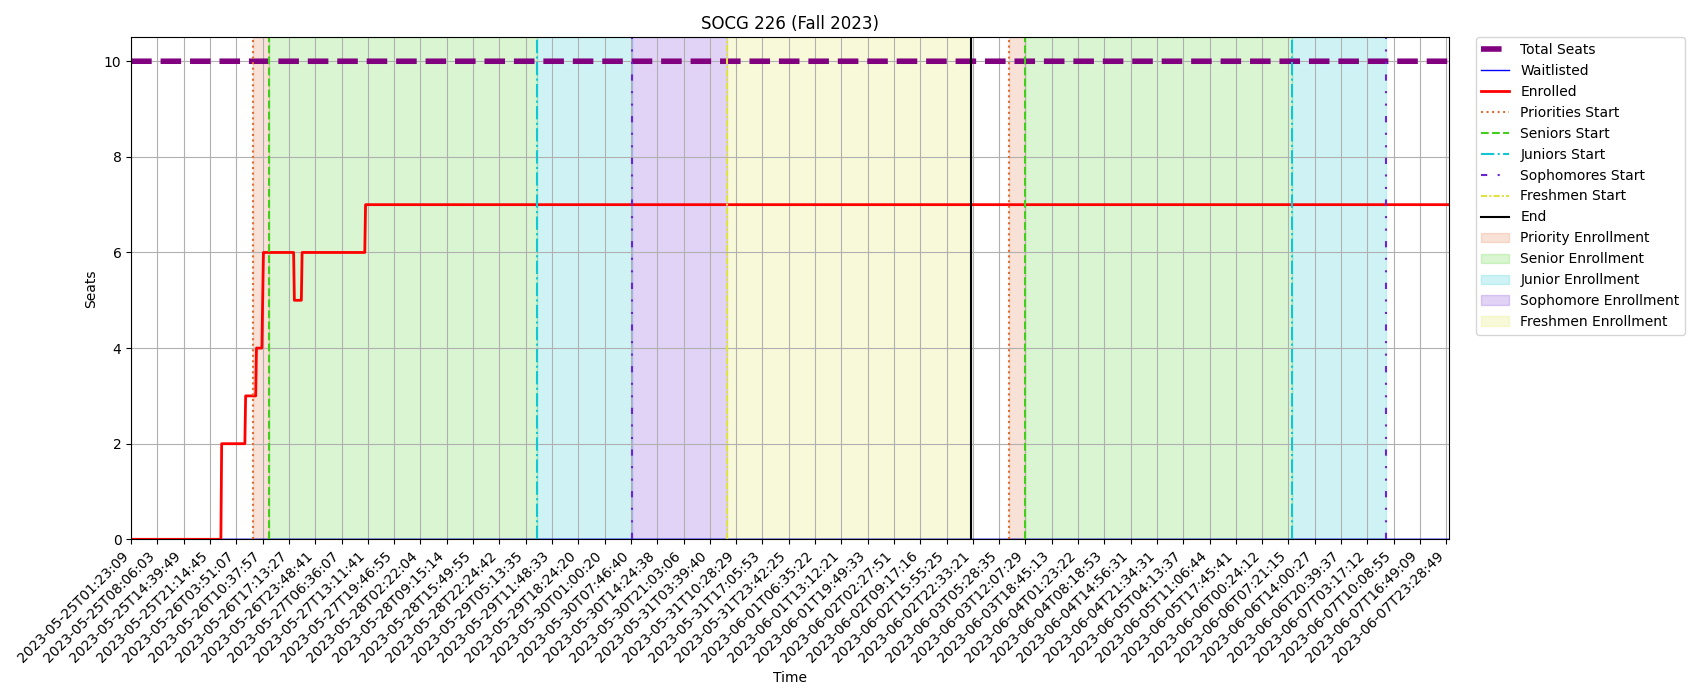 SOCG 226 (Fall 2023)
Seats
10
8
6
4
2
0
2023-05-25T01:23:09
2023-05-25T08:06:03
2023-05-25T14:39:49
2023-05-25T21:14:45
2023-05-26T03:51:07
2023-05-26T10:37:57
2023-05-26T17:13:27
2023-05-26T23:48:41
2023-05-27T06:36:07
2023-05-27T13:11:41
2023-05-27T19:46:55
2023-05-28T02:22:04
2023-05-28T09:15:14
2023-05-28T15:49:55
2023-05-28T22:24:42
2023-05-29T05:13:35
2023-05-29T11:48:33
2023-05-29T18:24:20
2023-05-30T01:00:20
2023-05-30T07:46:40
2023-05-30T14:24:38
2023-05-30T21:03:06
2023-05-31T03:39:40
2023-05-31T10:28:29
2023-05-31T17:05:53
2023-05-31T23:42:25
2023-06-01T06:35:22
2023-06-01T13:12:21
2023-06-01T19:49:33
2023-06-02T02:27:51
2023-06-02T09:17:16
2023-06-02T15:55:25
2023-06-02T22:33:21
2023-06-03T05:28:35
2023-06-03T12:07:29
2023-06-03T18:45:13
2023-06-04T01:23:22
2023-06-04T08:18:53
2023-06-04T14:56:31
2023-06-04T21:34:31
2023-06-05T04:13:37
2023-06-05T11:06:44
2023-06-05T17:45:41
2023-06-06T00:24:12
2023-06-06T07:21:15
2023-06-06T14:00:27
2023-06-06T20:39:37
2023-06-07T03:17:12
2023-06-07T10:08:55
2023-06-07T16:49:09
2023-06-07T23:28:49
Time
Total Seats
Waitlisted
Enrolled
Priorities Start
Seniors Start
Juniors Start
Sophomores Start
Freshmen Start
End
Priority Enrollment
Senior Enrollment
Junior Enrollment
Sophomore Enrollment
Freshmen Enrollment